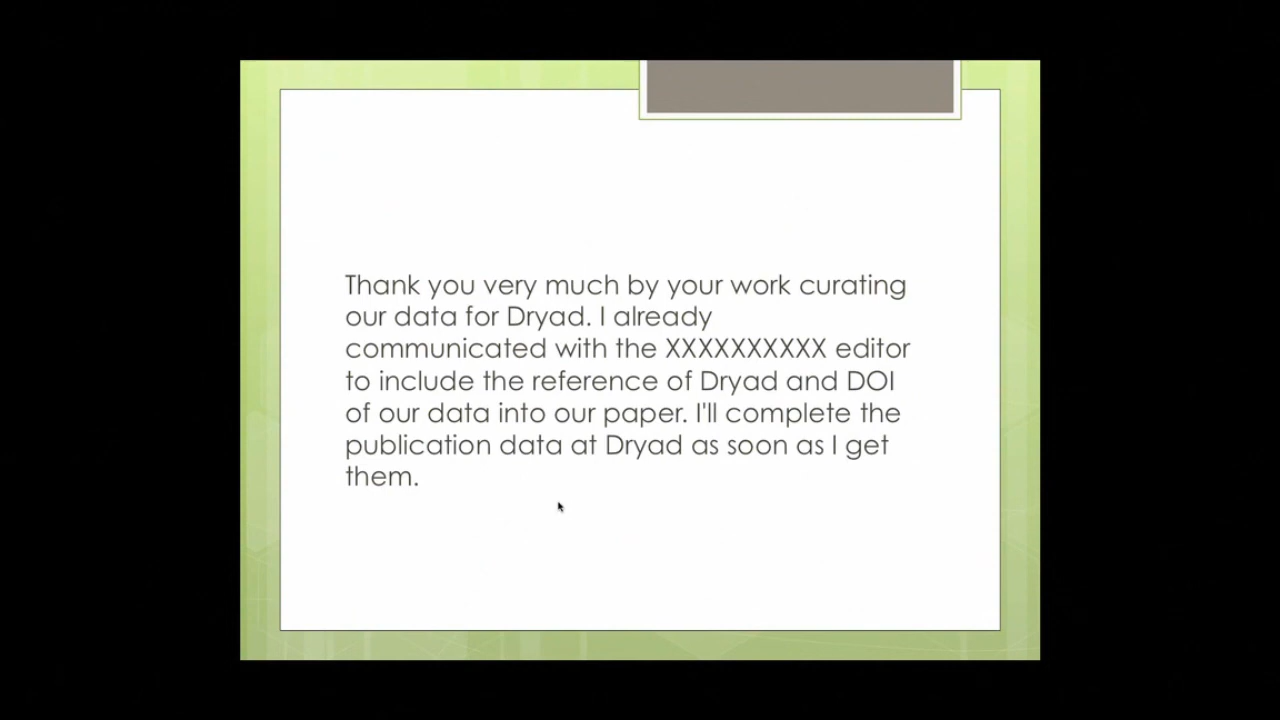 Thank you very much by your work curating
our data for Dryad. I already
communicated with the XXXXXXXXXX editor
to include the reference of Dryad and DOI
of our data into our paper. I'll complete the
publication data at Dryad as soon as I get
them.